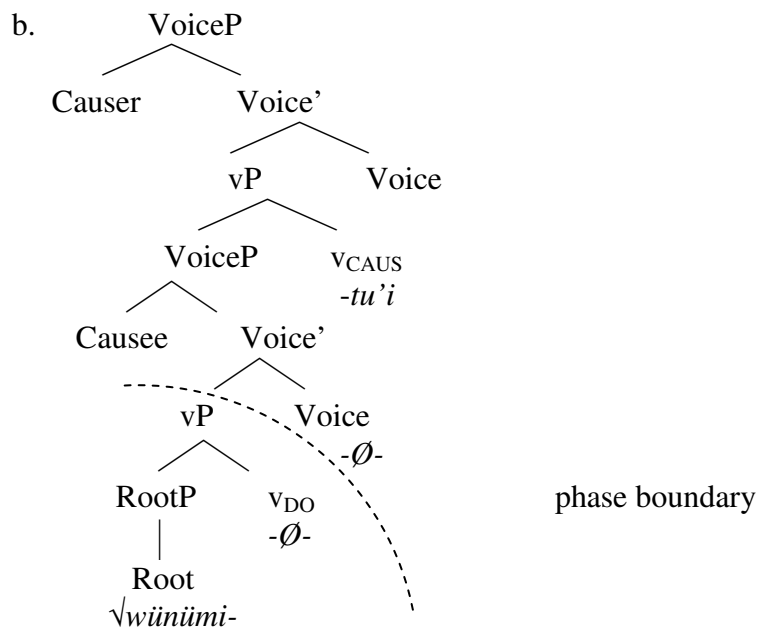 b. VoiceP
Causer Voice’
vP Voice
VoiceP vCAUS
-tu’i
Causee Voice’
vP Voice
-Ø-
RootP vDO phase boundary
-Ø-
Root
√wünümi-